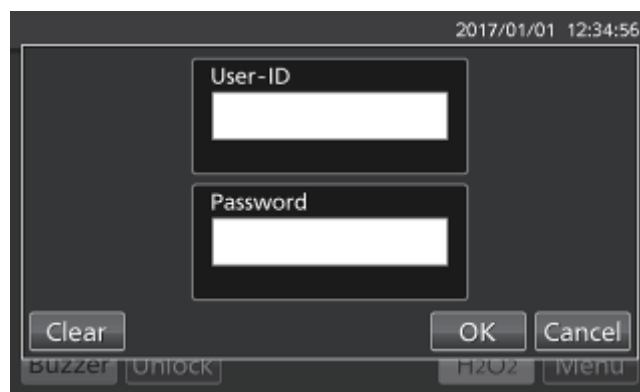 2017/01/01 12:34:56
User-ID
Password
Clear OK Cancel
Buzzer Unlock H2O2 Menu